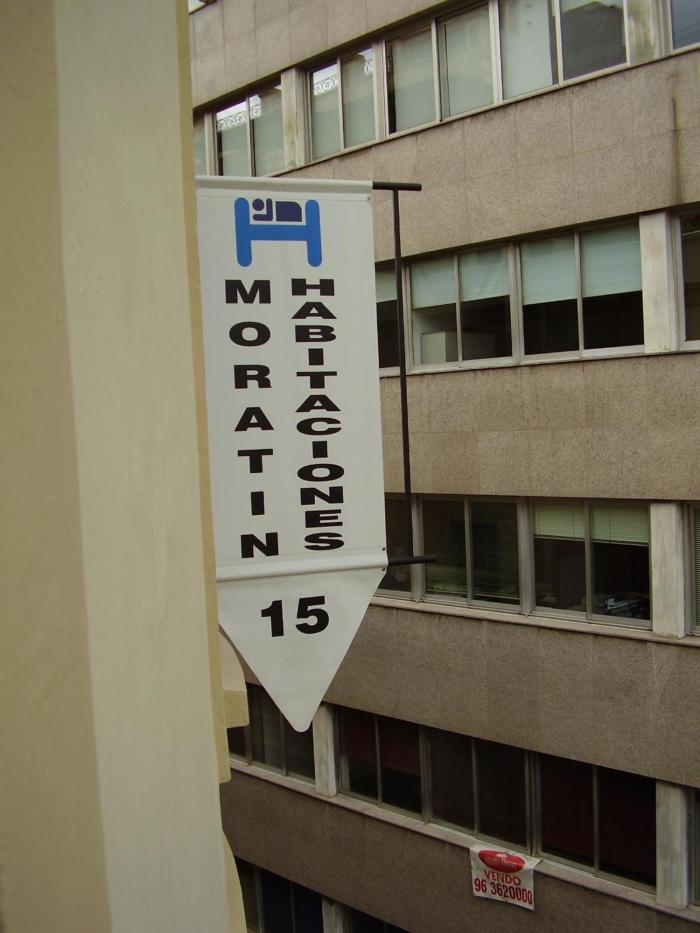 MORATIN
HABITACIONES
15
VENDO
96 3620000